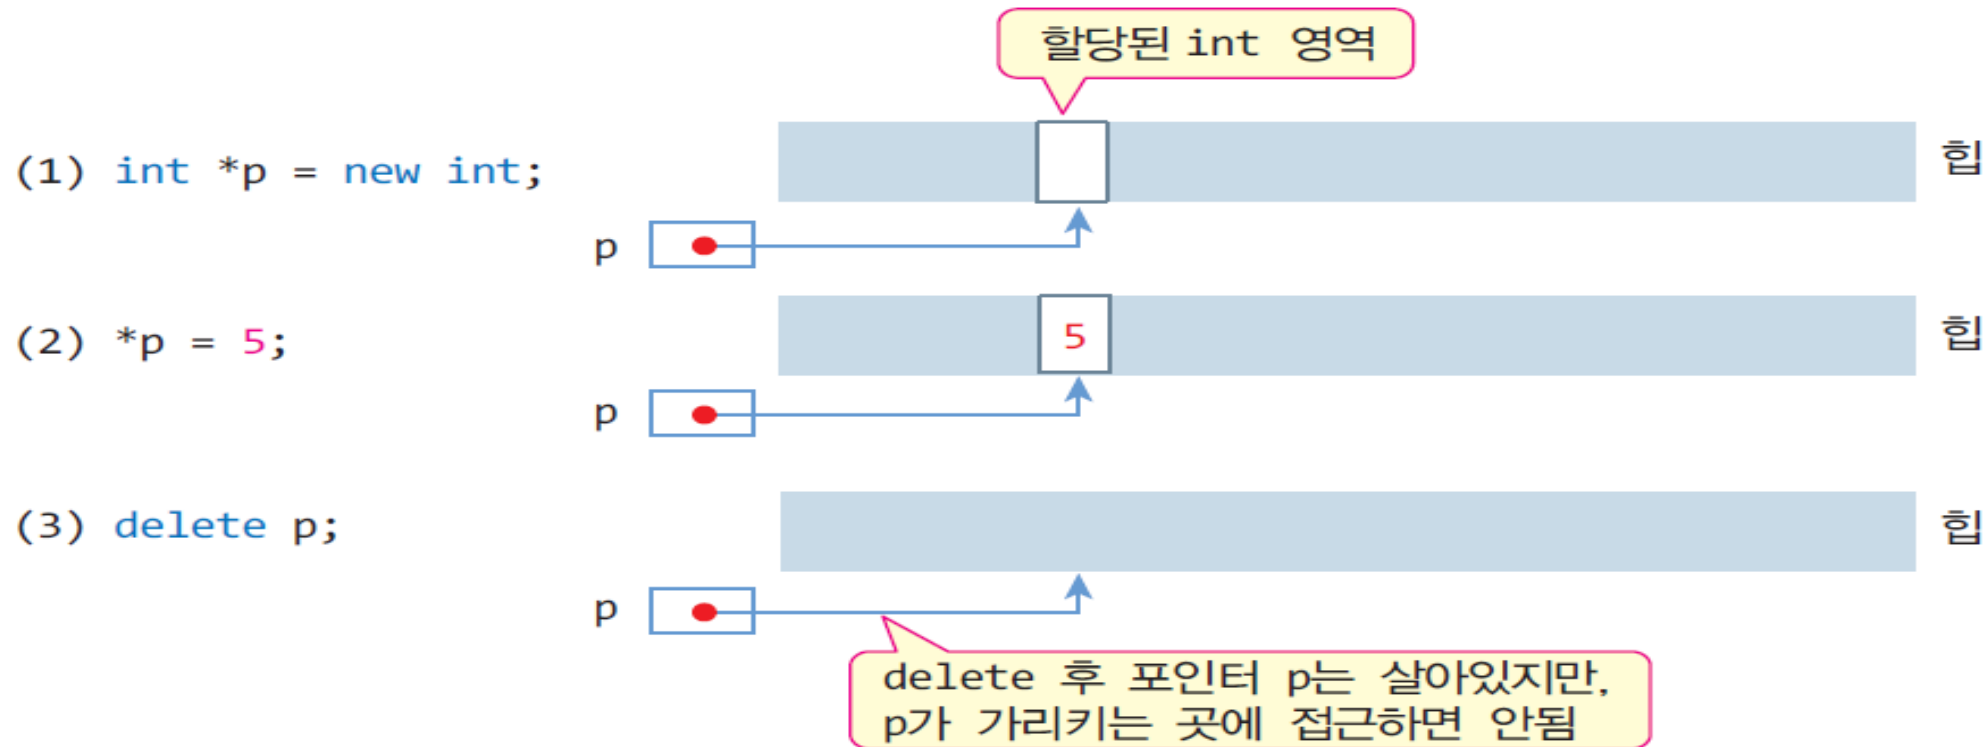 할당된 int 영역
(1) int *p = new int;
힙
p
(2) *p = 5;
5
힙
p
(3) delete p;
힙
p
delete 후 포인터 p는 살아있지만,
p가 가리키는 곳에 접근하면 안됨